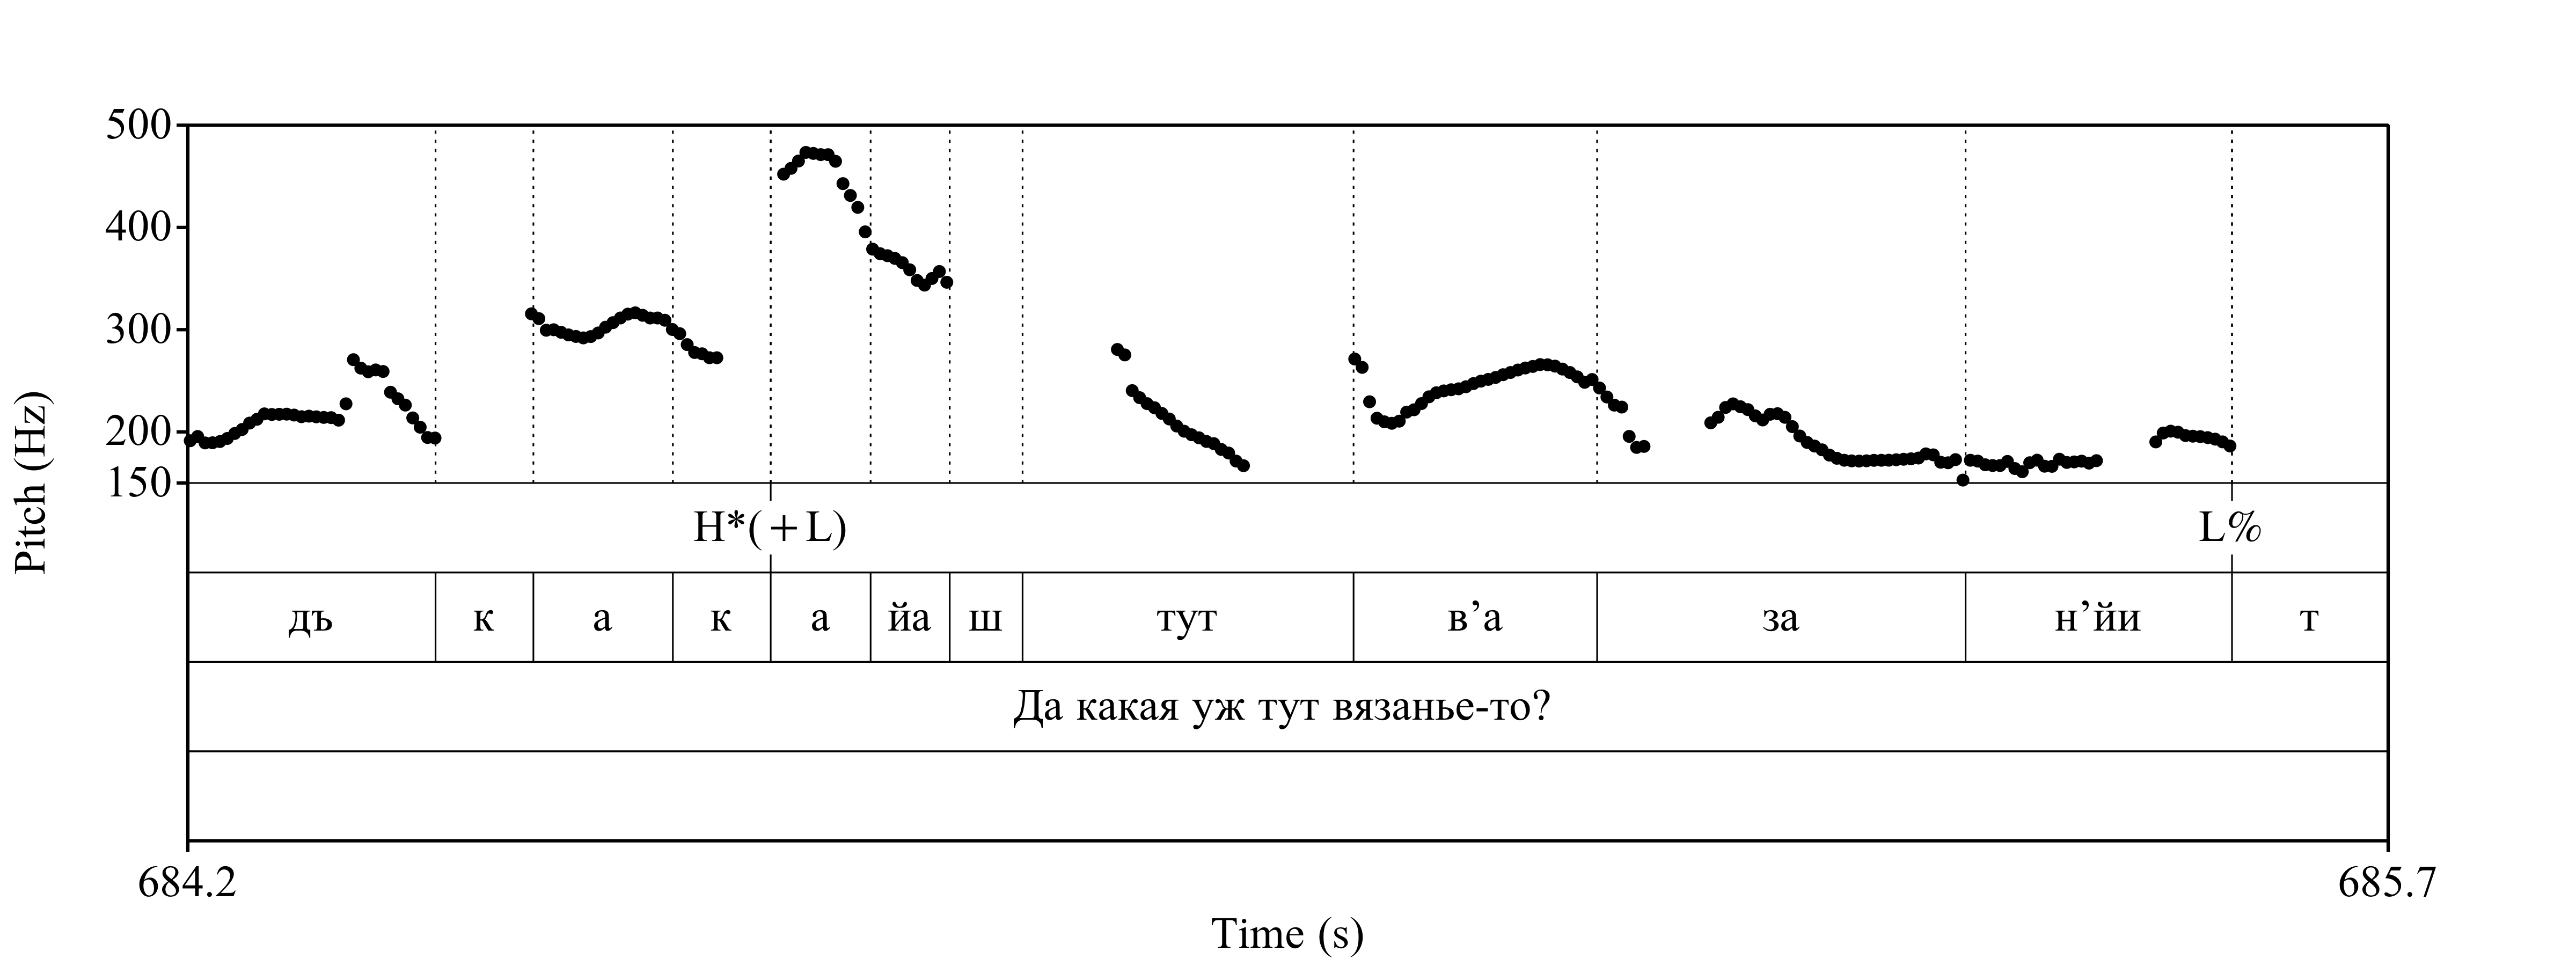 500
400
300
200
150
Pitch (Hz)
H*(+L) L%
дъ к а к а йа ш тут в’а за н’йи т
Да какая уж тут вязанье-то?
684.2 685.7
Time (s)